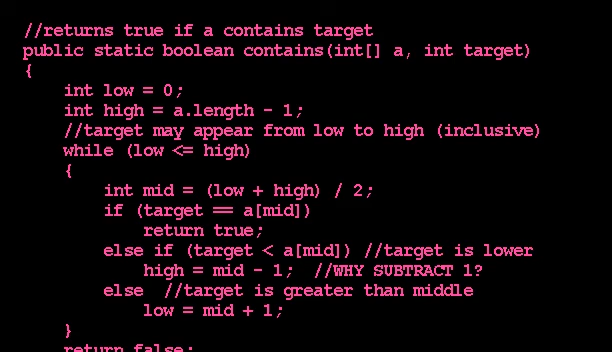 //returns true if a contains target
public static boolean contains(int[] a, int target)
{
    int low = 0;
    int high = a.length - 1;
    //target may appear from low to high (inclusive)
    while (low <= high)
    {
        int mid = (low + high) / 2;
        if (target == a[mid])
            return true;
        else if (target < a[mid]) //target is lower
            high = mid - 1;  //WHY SUBTRACT 1?
        else  //target is greater than middle
            low = mid + 1;
    }
    return false;